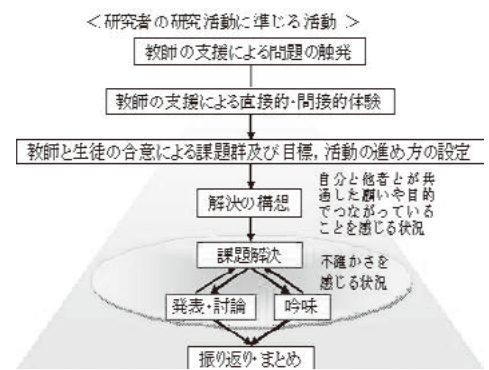 ＜研究者の研究活動に準じる活動＞
教師の支援による問題の触発
教師の支援による直接的・間接的体験
教師と生徒の合意による課題群及び目標，活動の進め方の設定
自分と他者とが共
通した願いや目的
でつながっている
ことを感じる状況
解決の構想
課題解決
不確かさを
感じる状況
発表・討論
吟味
振り返り・まとめ